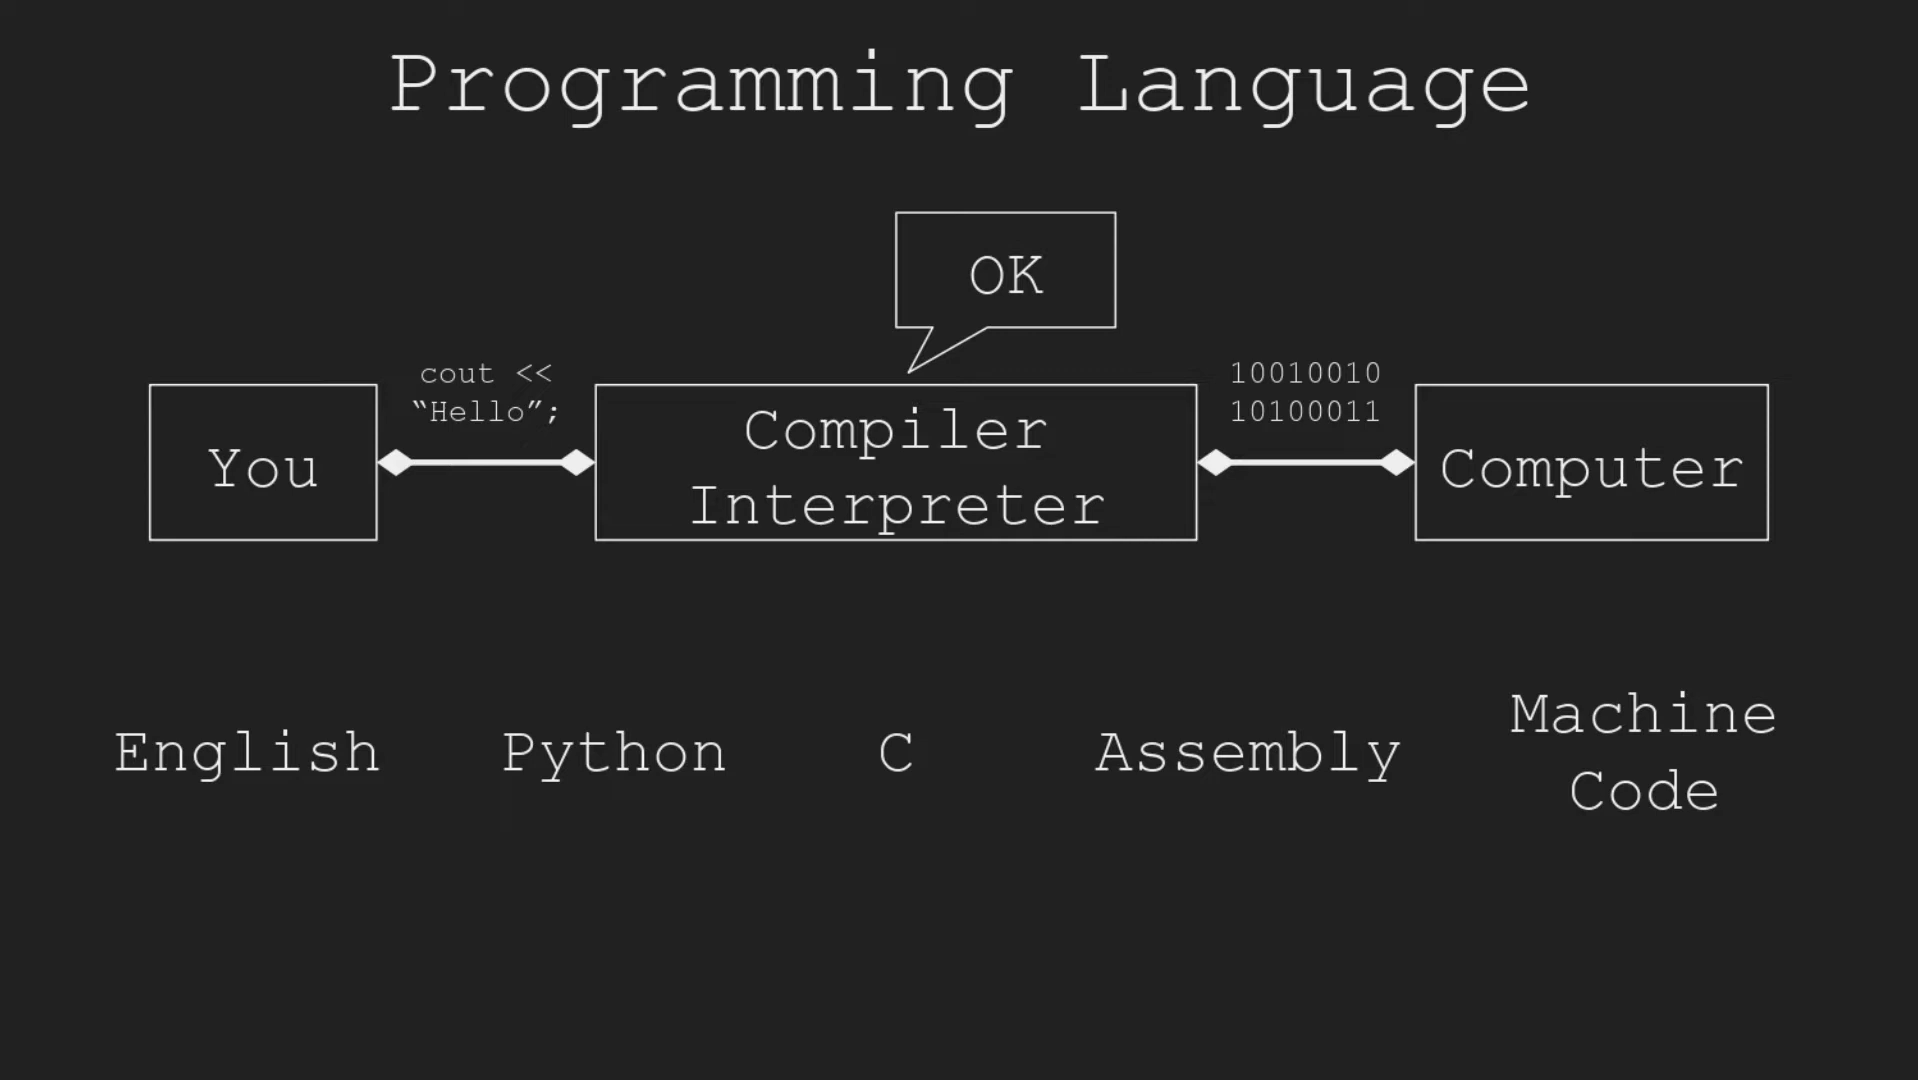 Programming Language
OK
cout <<
“Hello”;
10010010
10100011
You
Compiler
Interpreter
Computer
English
Python
C
Assembly
Machine
Code